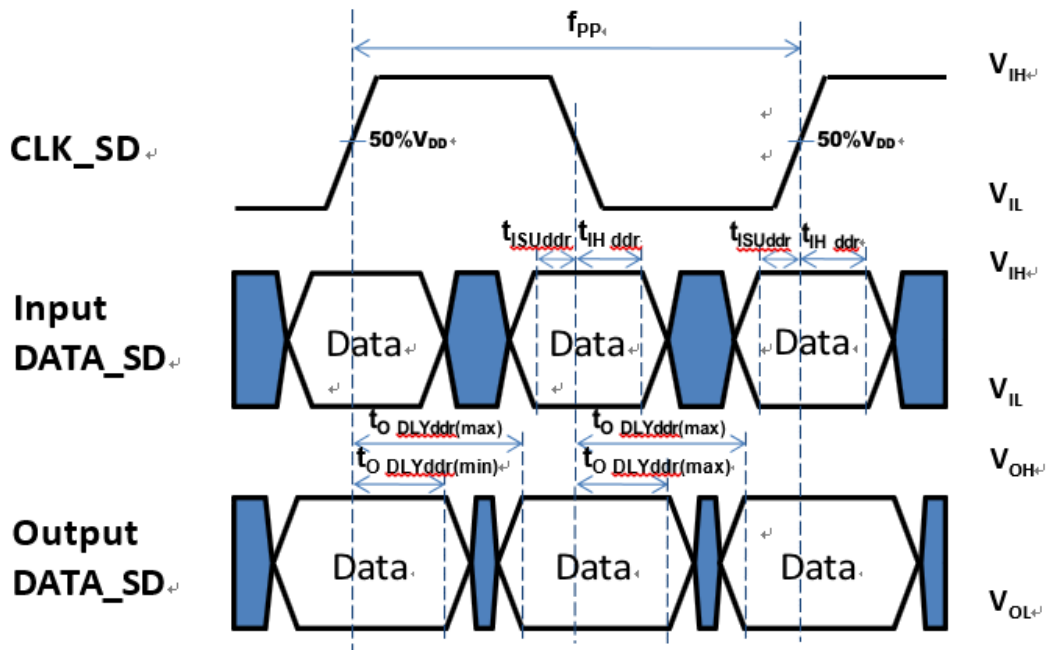 fPP↵
VIH↵
CLK_SD↵
50%VDD↵
50%VDD↵
VIL
tISUddr
tIH ddr
tISUddr
tIH ddr↵
VIH↵
Input
DATA_SD↵
Data↵
Data↵
Data↵
VIL
tO DLYddr(max)
tO DLYddr(max)
tO DLYddr(min)↵
tO DLYddr(max)↵
VOH
Output
DATA_SD↵
Data↵
Data↵
Data↵
VOL